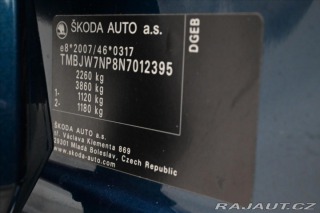 ŠKODA AUTO a.s.
e8*2007/46*0317
TMBJW7NP8N7012395
2260 kg
3860 kg
1- 1120 kg
2- 1180 kg
ŠKODA AUTO a.s.
tř. Václava Klementa 869
29301 Mladá Boleslav, Czech Republic
www.skoda-auto.com
DGEB
RAJAUT.CZ